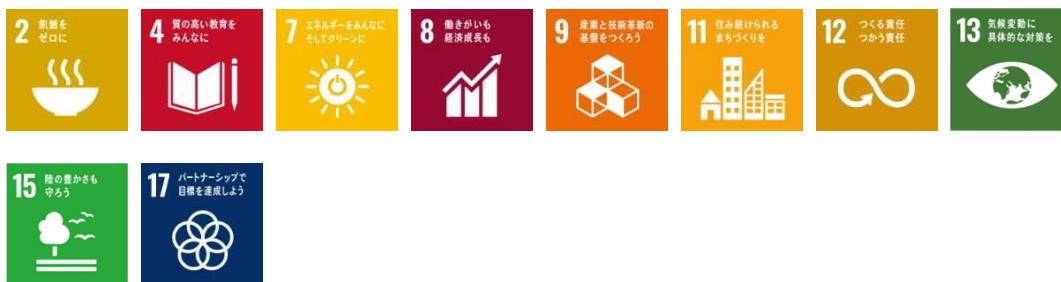 2 飢餓を
ゼロに
4 質の高い教育を
みんなに
7 エネルギーをみんなに
そしてクリーンに
8 働きがいも
経済成長も
9 産業と技術革新の
基盤をつくろう
11 住み続けられる
まちづくりを
12 つくる責任
つかう責任
13 気候変動に
具体的な対策を
15 陸の豊かさも
守ろう
17 パートナーシップで
目標を達成しよう